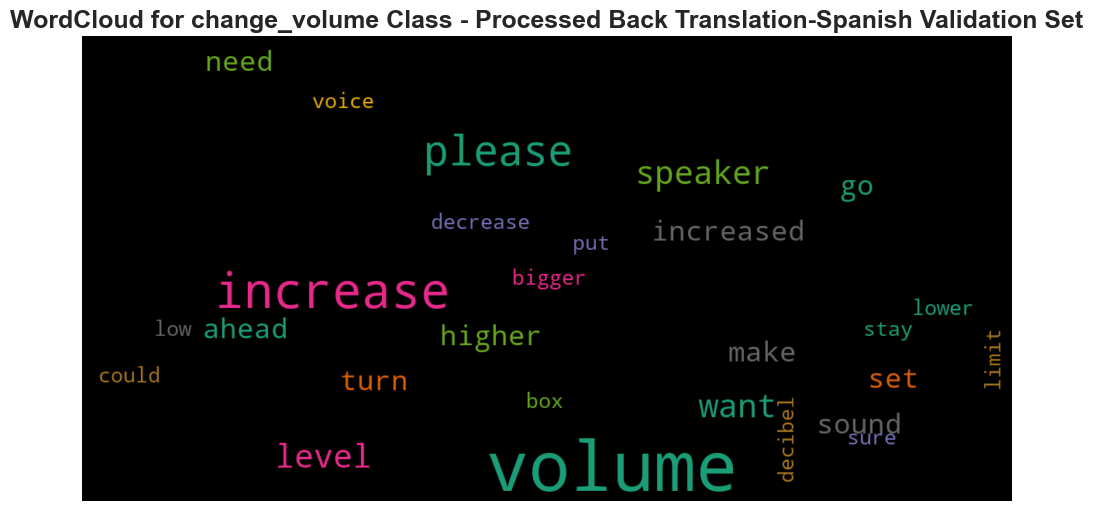 WordCloud for change_volume Class - Processed Back Translation-Spanish Validation Set
need
voice
please
speaker
go
decrease
increased
put
bigger
increase
lower
low
ahead
higher
stay
limit
make
could
turn
set
box
want
decibel
sound
sure
level
volume